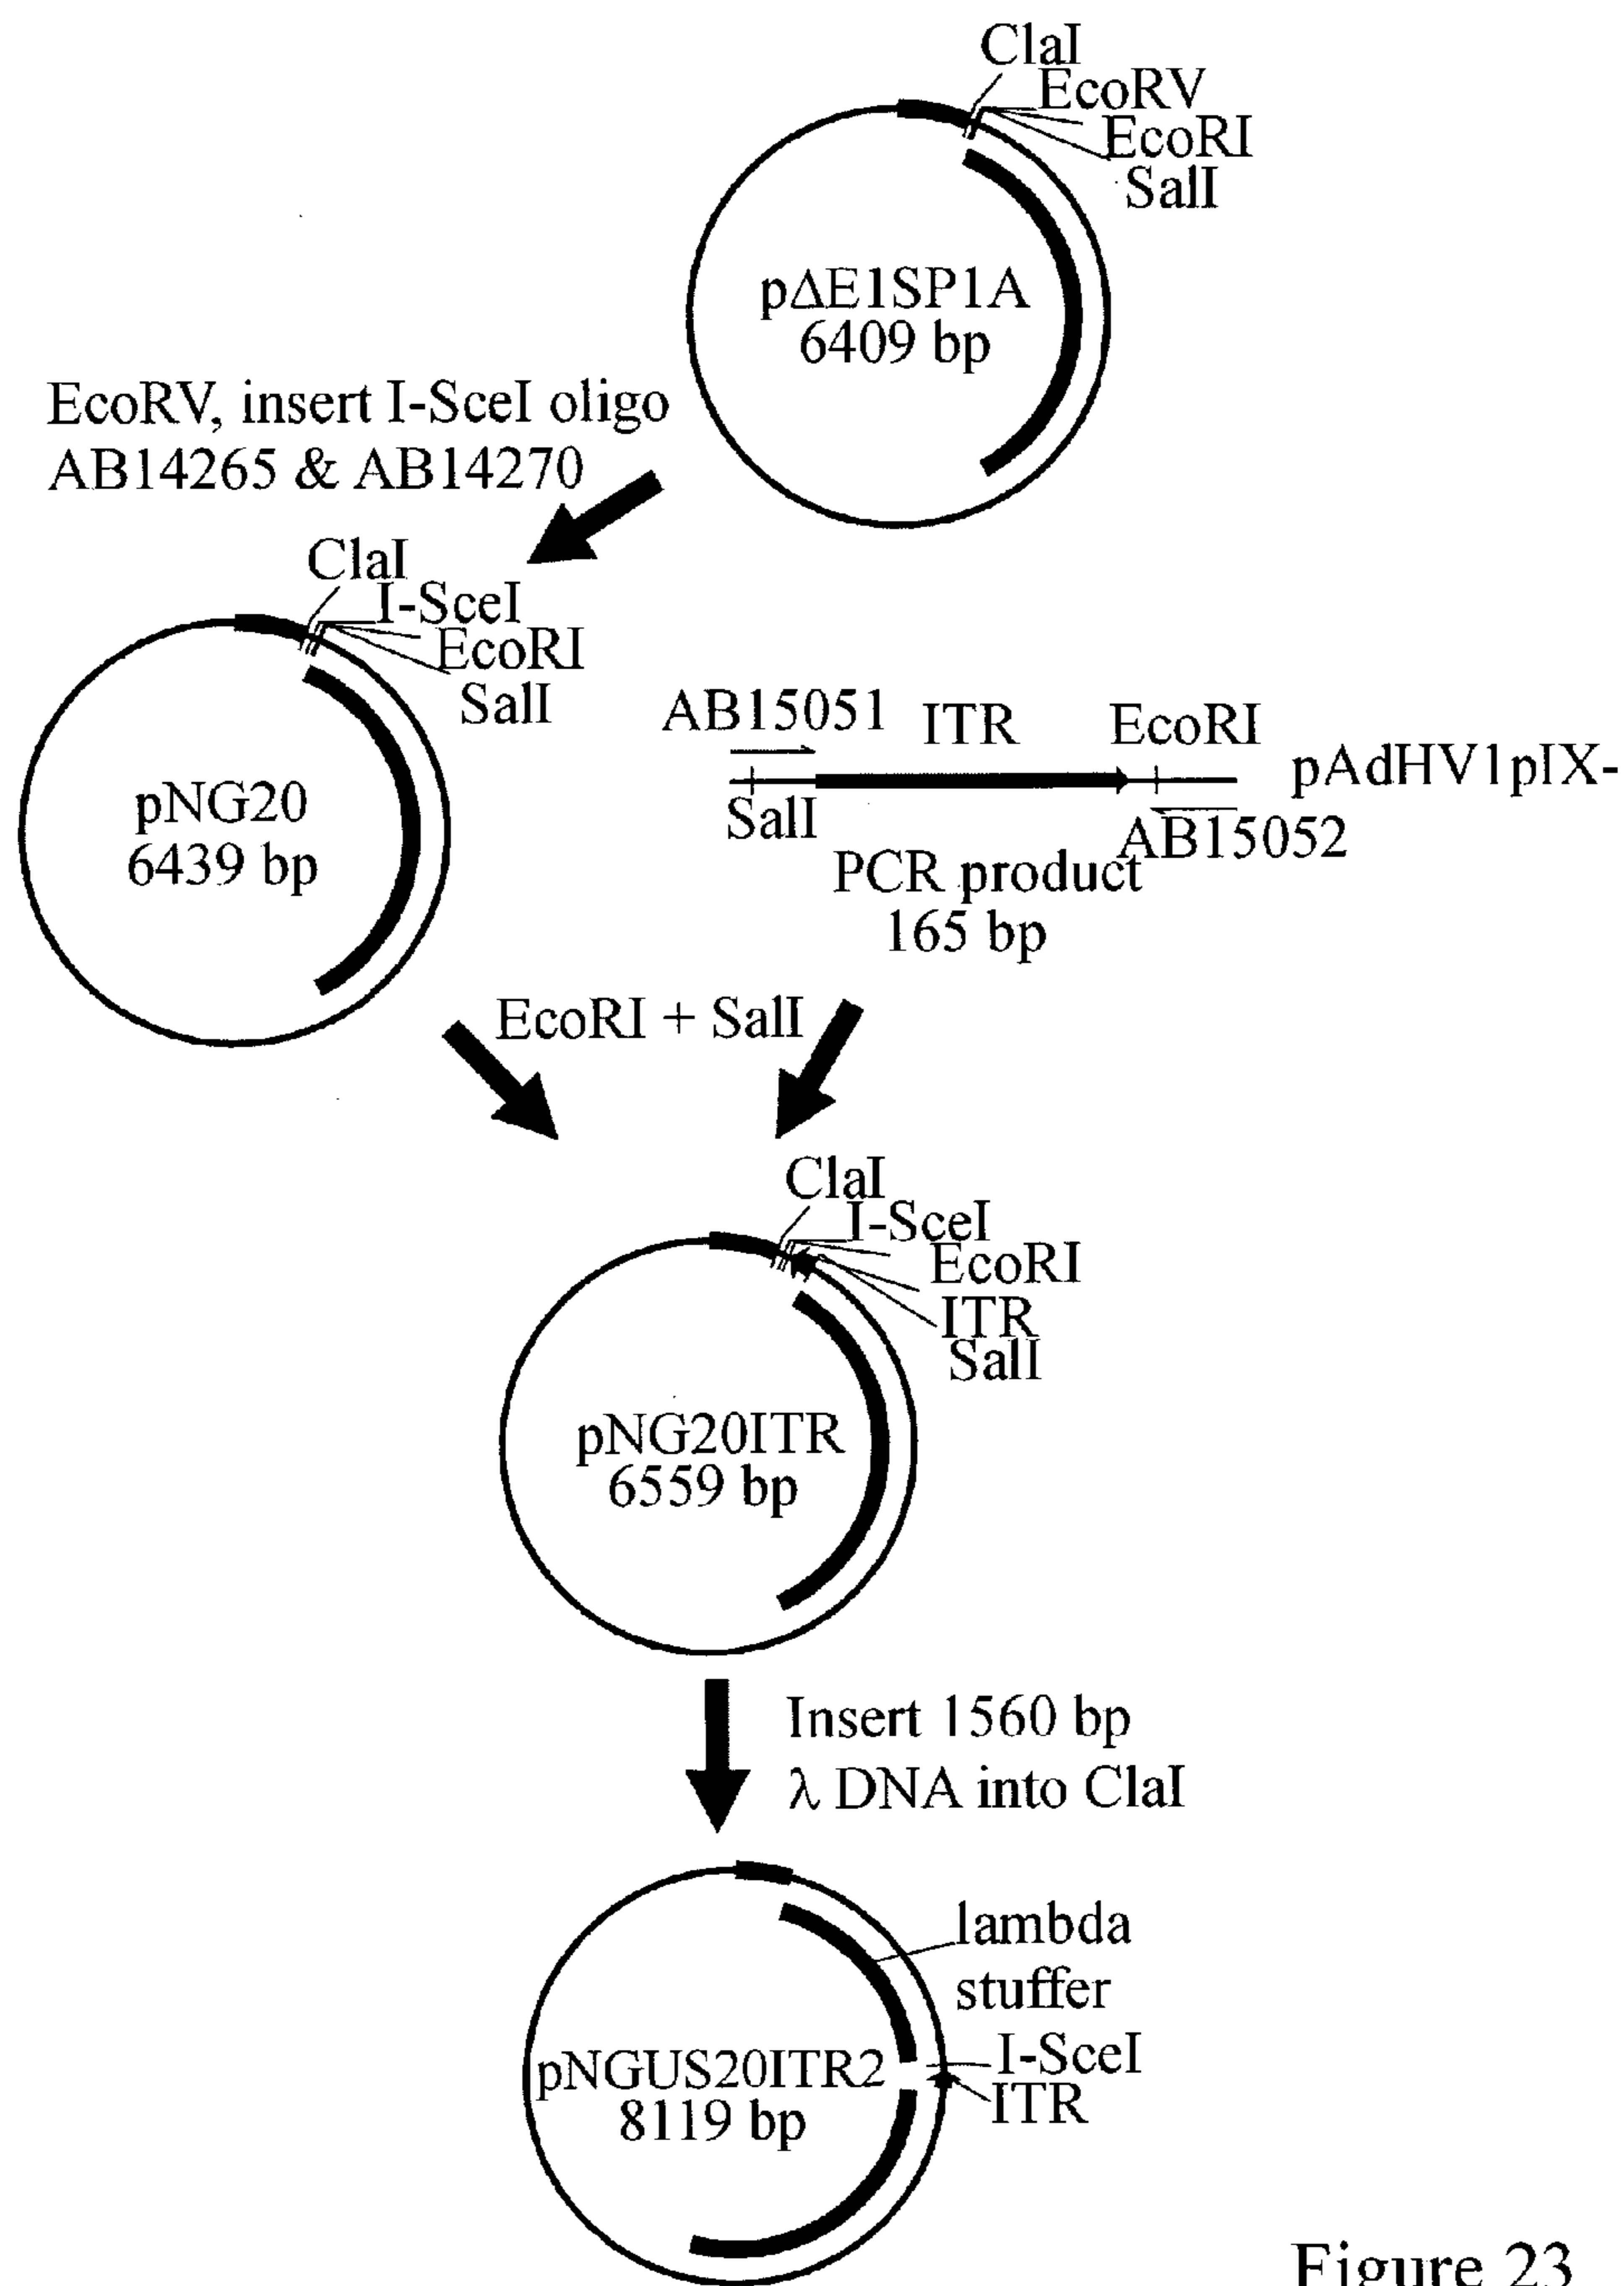 ClaI
EcoRV
EcoRI
SalI
pΔE1SP1A
6409 bp
EcoRV, insert I-SceI oligo
AB14265 & AB14270
ClaI
I-SceI
EcoRI
SalI
pNG20
6439 bp
AB15051 ITR EcoRI
pAdHV1pIX-
SalI
AB15052
PCR product
165 bp
EcoRI + SalI
ClaI
I-SceI
EcoRI
ITR
SalI
pNG20ITR
6559 bp
Insert 1560 bp
λ DNA into ClaI
lambda
stuffer
I-SceI
ITR
pNGUS20ITR2
8119 bp
Figure 23